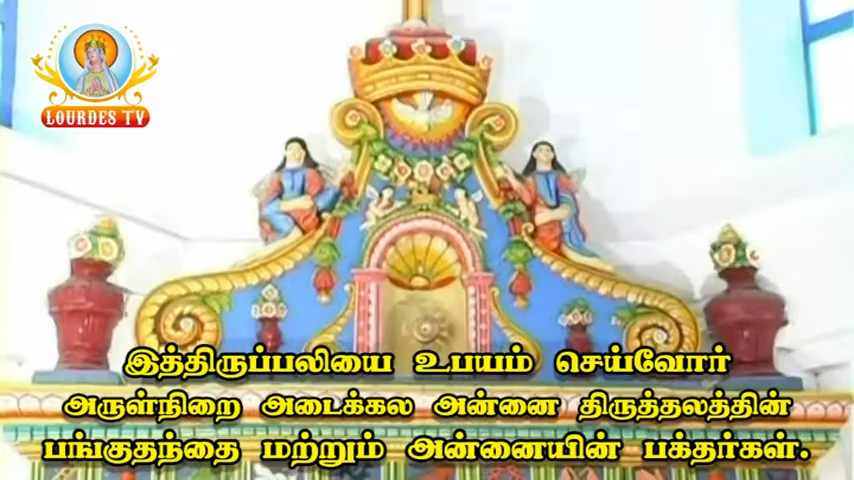 LOURDES TV
இத்திருப்பலியை உபயம் செய்வோர்
அருள்நிறை அடைக்கல அன்னை திருத்தலத்தின்
பங்குதந்தை மற்றும் அன்னையின் பக்தர்கள்.